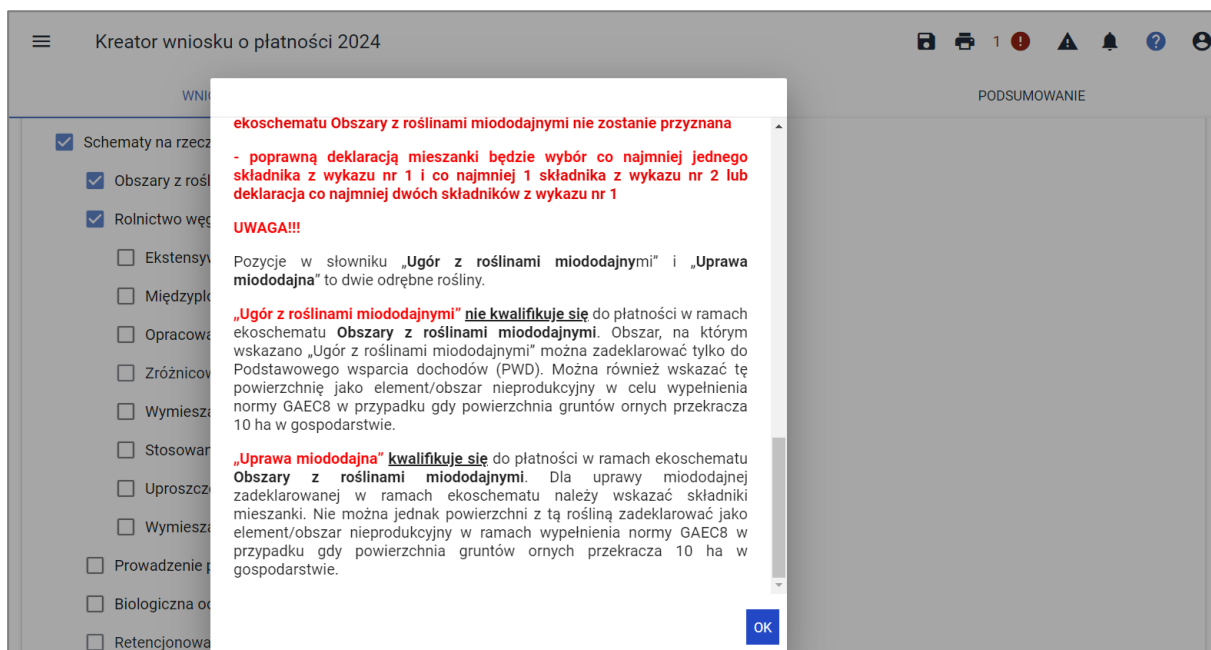 Kreator wniosku o płatności 2024
1
WNIO
PODSUMOWANIE
Schematy na rzecz
Obszary z rośl
Rolnictwo węg
Ekstensyw
Międzyplo
Opracowa
Zróżnicow
Wymiesza
Stosowan
Uproszcze
Wymiesza
Prowadzenie p
Biologiczna oc
Retencjonowa
ekoschematu Obszary z roślinami miododajnymi nie zostanie przyznana
- poprawną deklaracją mieszanki będzie wybór co najmniej jednego
składnika z wykazu nr 1 i co najmniej 1 składnika z wykazu nr 2 lub
deklaracja co najmniej dwóch składników z wykazu nr 1
UWAGA!!!
Pozycje w słowniku „Ugór z roślinami miododajnymi” i „Uprawa
miododajna” to dwie odrębne rośliny.
„Ugór z roślinami miododajnymi” nie kwalifikuje się do płatności w ramach
ekoschematu Obszary z roślinami miododajnymi. Obszar, na którym
wskazano „Ugór z roślinami miododajnymi” można zadeklarować tylko do
Podstawowego wsparcia dochodów (PWD). Można również wskazać tę
powierzchnię jako element/obszar nieprodukcyjny w celu wypełnienia
normy GAEC8 w przypadku gdy powierzchnia gruntów ornych przekracza
10 ha w gospodarstwie.
„Uprawa miododajna” kwalifikuje się do płatności w ramach ekoschematu
Obszary z roślinami miododajnymi. Dla uprawy miododajnej
zadeklarowanej w ramach ekoschematu należy wskazać składniki
mieszanki. Nie można jednak powierzchni z tą rośliną zadeklarować jako
element/obszar nieprodukcyjny w ramach wypełnienia normy GAEC8 w
przypadku gdy powierzchnia gruntów ornych przekracza 10 ha w
gospodarstwie.
OK